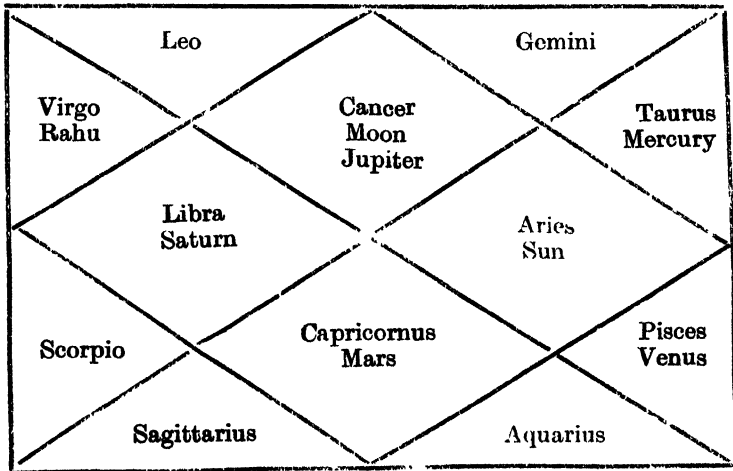 Leo
Gemini
Virgo
Rahu
Cancer
Moon
Jupiter
Taurus
Mercury
Libra
Saturn
Aries
Sun
Scorpio
Capricornus
Mars
Pisces
Venus
Sagittarius
Aquarius